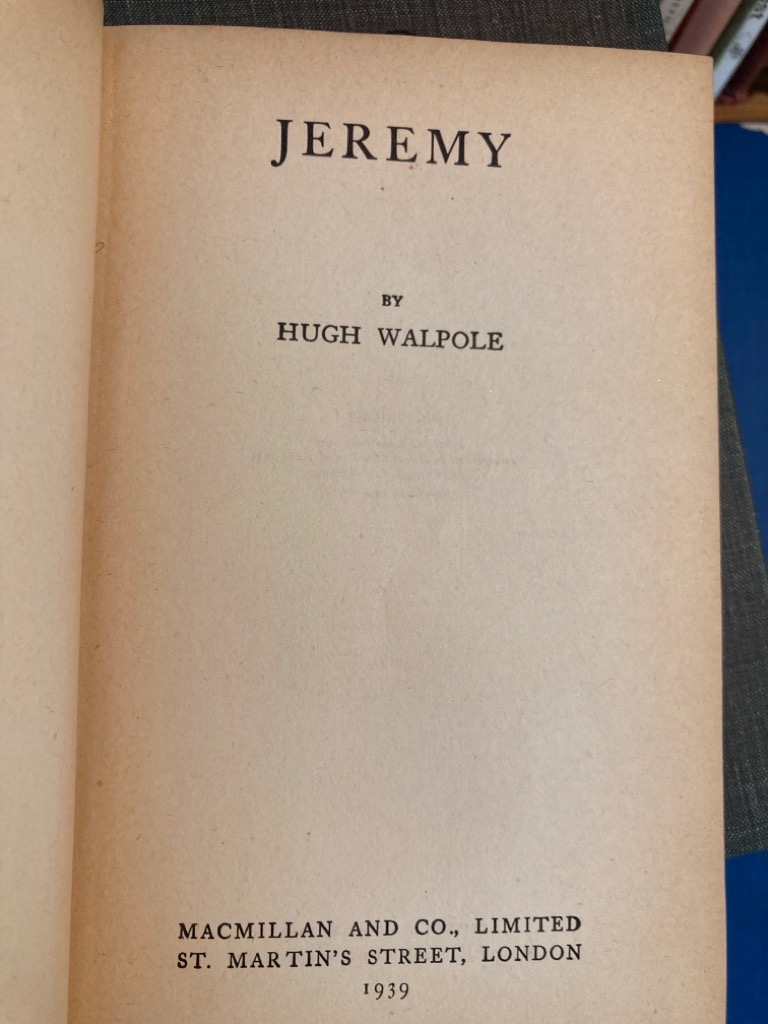 JEREMY
BY
HUGH WALPOLE
MACMILLAN AND CO., LIMITED
ST. MARTIN'S STREET, LONDON
1939